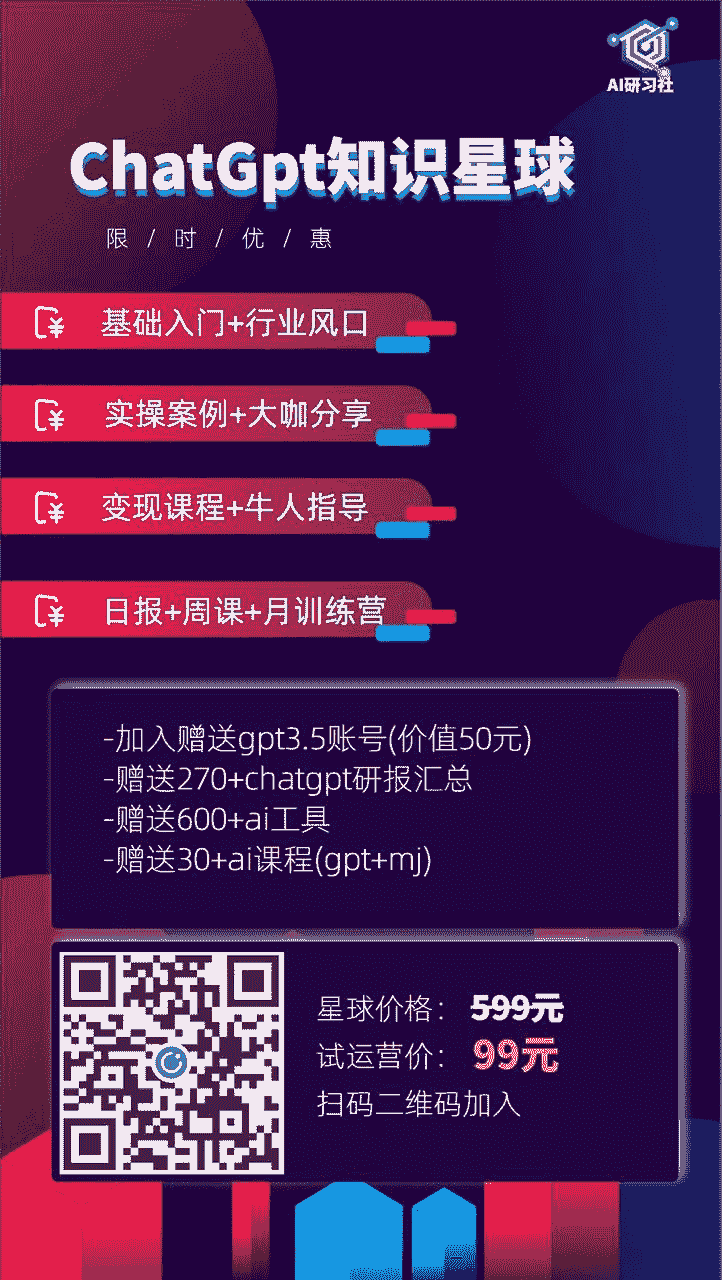 AI研习社
ChatGpt知识星球
限 / 时 / 优 / 惠
基础入门+行业风口
实操案例+大咖分享
变现课程+牛人指导
日报+周课+月训练营
-加入赠送gpt3.5账号(价值50元)
-赠送270+chatgpt研报汇总
-赠送600+ai工具
-赠送30+ai课程(gpt+mj)
星球价格： 599元
试运营价： 99元
扫码二维码加入